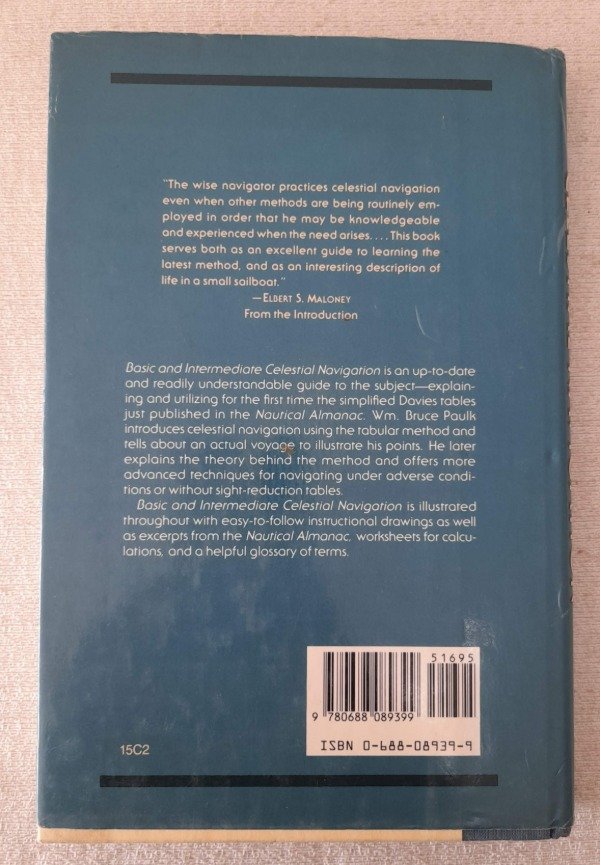 "The wise navigator practices celestial navigation
even when other methods are being routinely em-
ployed in order that he may be knowledgeable
and experienced when the need arises. . . . This book
serves both as an excellent guide to learning the
latest method, and as an interesting description of
life in a small sailboat."
—ELBERT S. MALONEY
From the Introduction
Basic and Intermediate Celestial Navigation is an up-to-date
and readily understandable guide to the subject—explain-
ing and utilizing for the first time the simplified Davies tables
just published in the Nautical Almanac. Wm. Bruce Paulk
introduces celestial navigation using the tabular method and
tells about an actual voyage to illustrate his points. He later
explains the theory behind the method and offers more
advanced techniques for navigating under adverse condi-
tions or without sight-reduction tables.
Basic and Intermediate Celestial Navigation is illustrated
throughout with easy-to-follow instructional drawings as well
as excerpts from the Nautical Almanac, worksheets for calcu-
lations, and a helpful glossary of terms.
51695
9 780688 089399
ISBN 0-688-08939-9
15C2